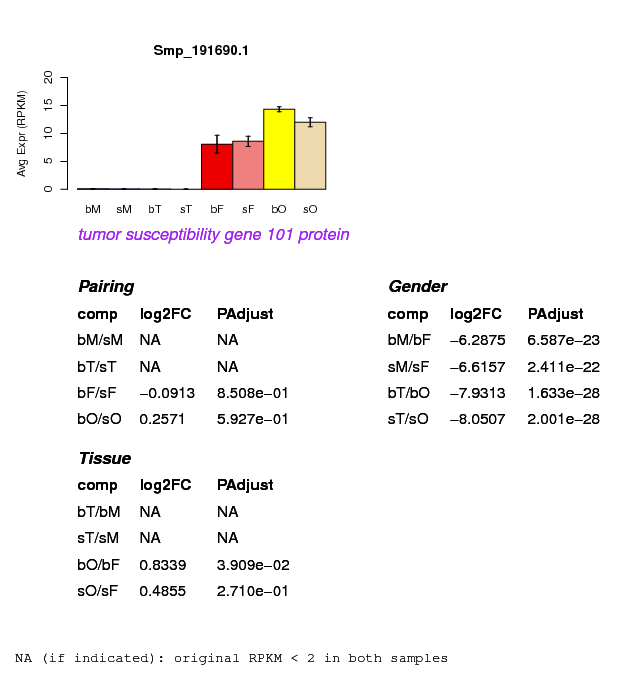 Smp_191690.1
Avg Expr (RPKM)
20
15
10
5
0
bM sM bT sT bF sF bO sO
tumor susceptibility gene 101 protein
Pairing
comp log2FC PAdjust
bM/sM NA NA
bT/sT NA NA
bF/sF −0.0913 8.508e−01
bO/sO 0.2571 5.927e−01
Gender
comp log2FC PAdjust
bM/bF −6.2875 6.587e−23
sM/sF −6.6157 2.411e−22
bT/bO −7.9313 1.633e−28
sT/sO −8.0507 2.001e−28
Tissue
comp log2FC PAdjust
bT/bM NA NA
sT/sM NA NA
bO/bF 0.8339 3.909e−02
sO/sF 0.4855 2.710e−01
NA (if indicated): original RPKM < 2 in both samples